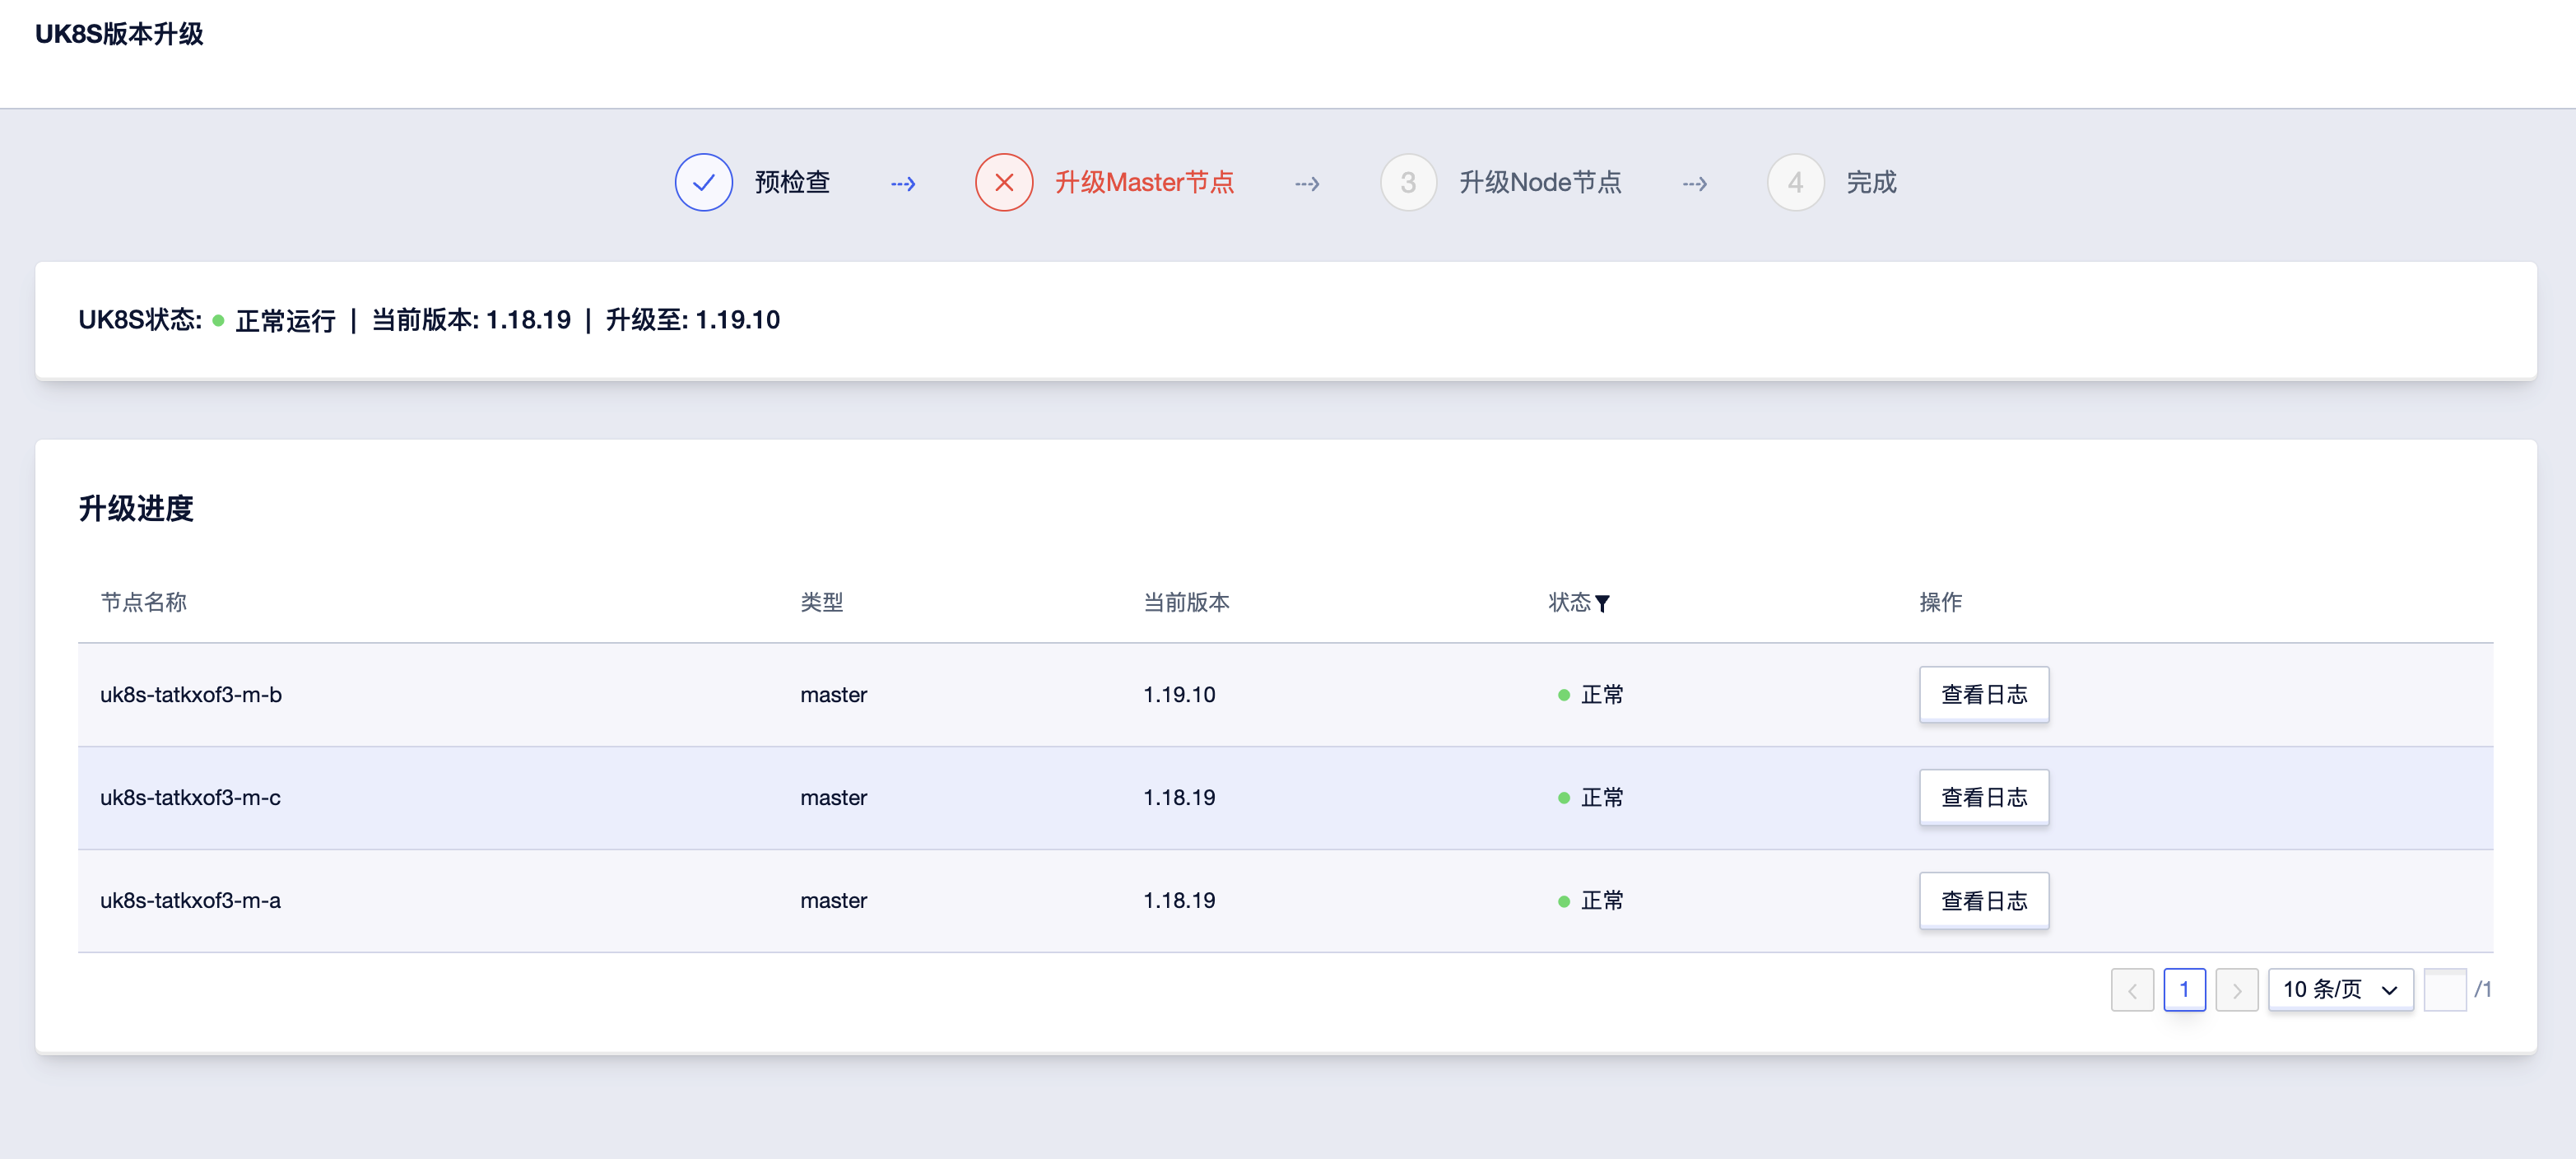 UK8S版本升级
预检查 升级Master节点 3 升级Node节点 4 完成
UK8S状态: 正常运行 | 当前版本: 1.18.19 | 升级至: 1.19.10
升级进度
节点名称 类型 当前版本 状态 操作
uk8s-tatkxof3-m-b master 1.19.10 正常 查看日志
uk8s-tatkxof3-m-c master 1.18.19 正常 查看日志
uk8s-tatkxof3-m-a master 1.18.19 正常 查看日志
1 10 条/页 /1